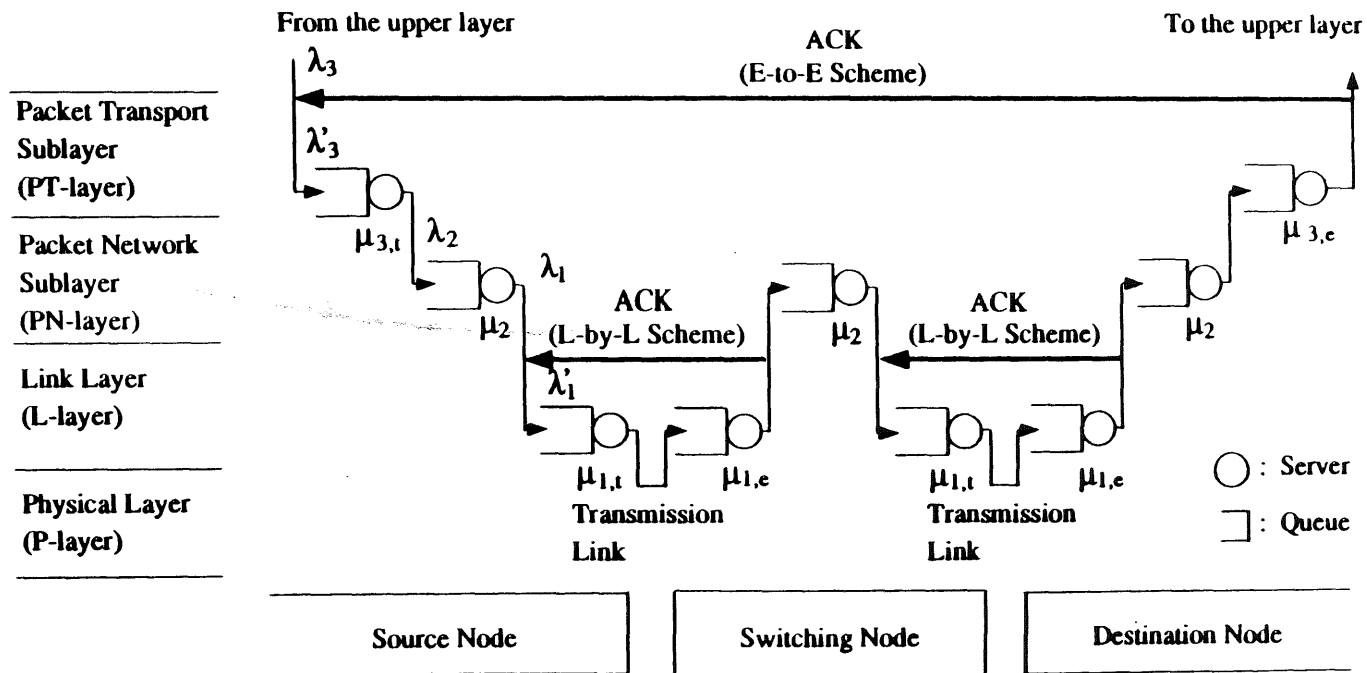 From the upper layer
To the upper layer
ACK
(E-to-E Scheme)
λ3
λ'3
Packet Transport
Sublayer
(PT-layer)
μ3,t
μ3,e
Packet Network
Sublayer
(PN-layer)
λ2
λ1
μ2
μ2
μ2
ACK
(L-by-L Scheme)
ACK
(L-by-L Scheme)
Link Layer
(L-layer)
λ'1
μ1,t
μ1,e
μ1,t
μ1,e
: Server
: Queue
Physical Layer
(P-layer)
Transmission
Link
Transmission
Link
Source Node
Switching Node
Destination Node